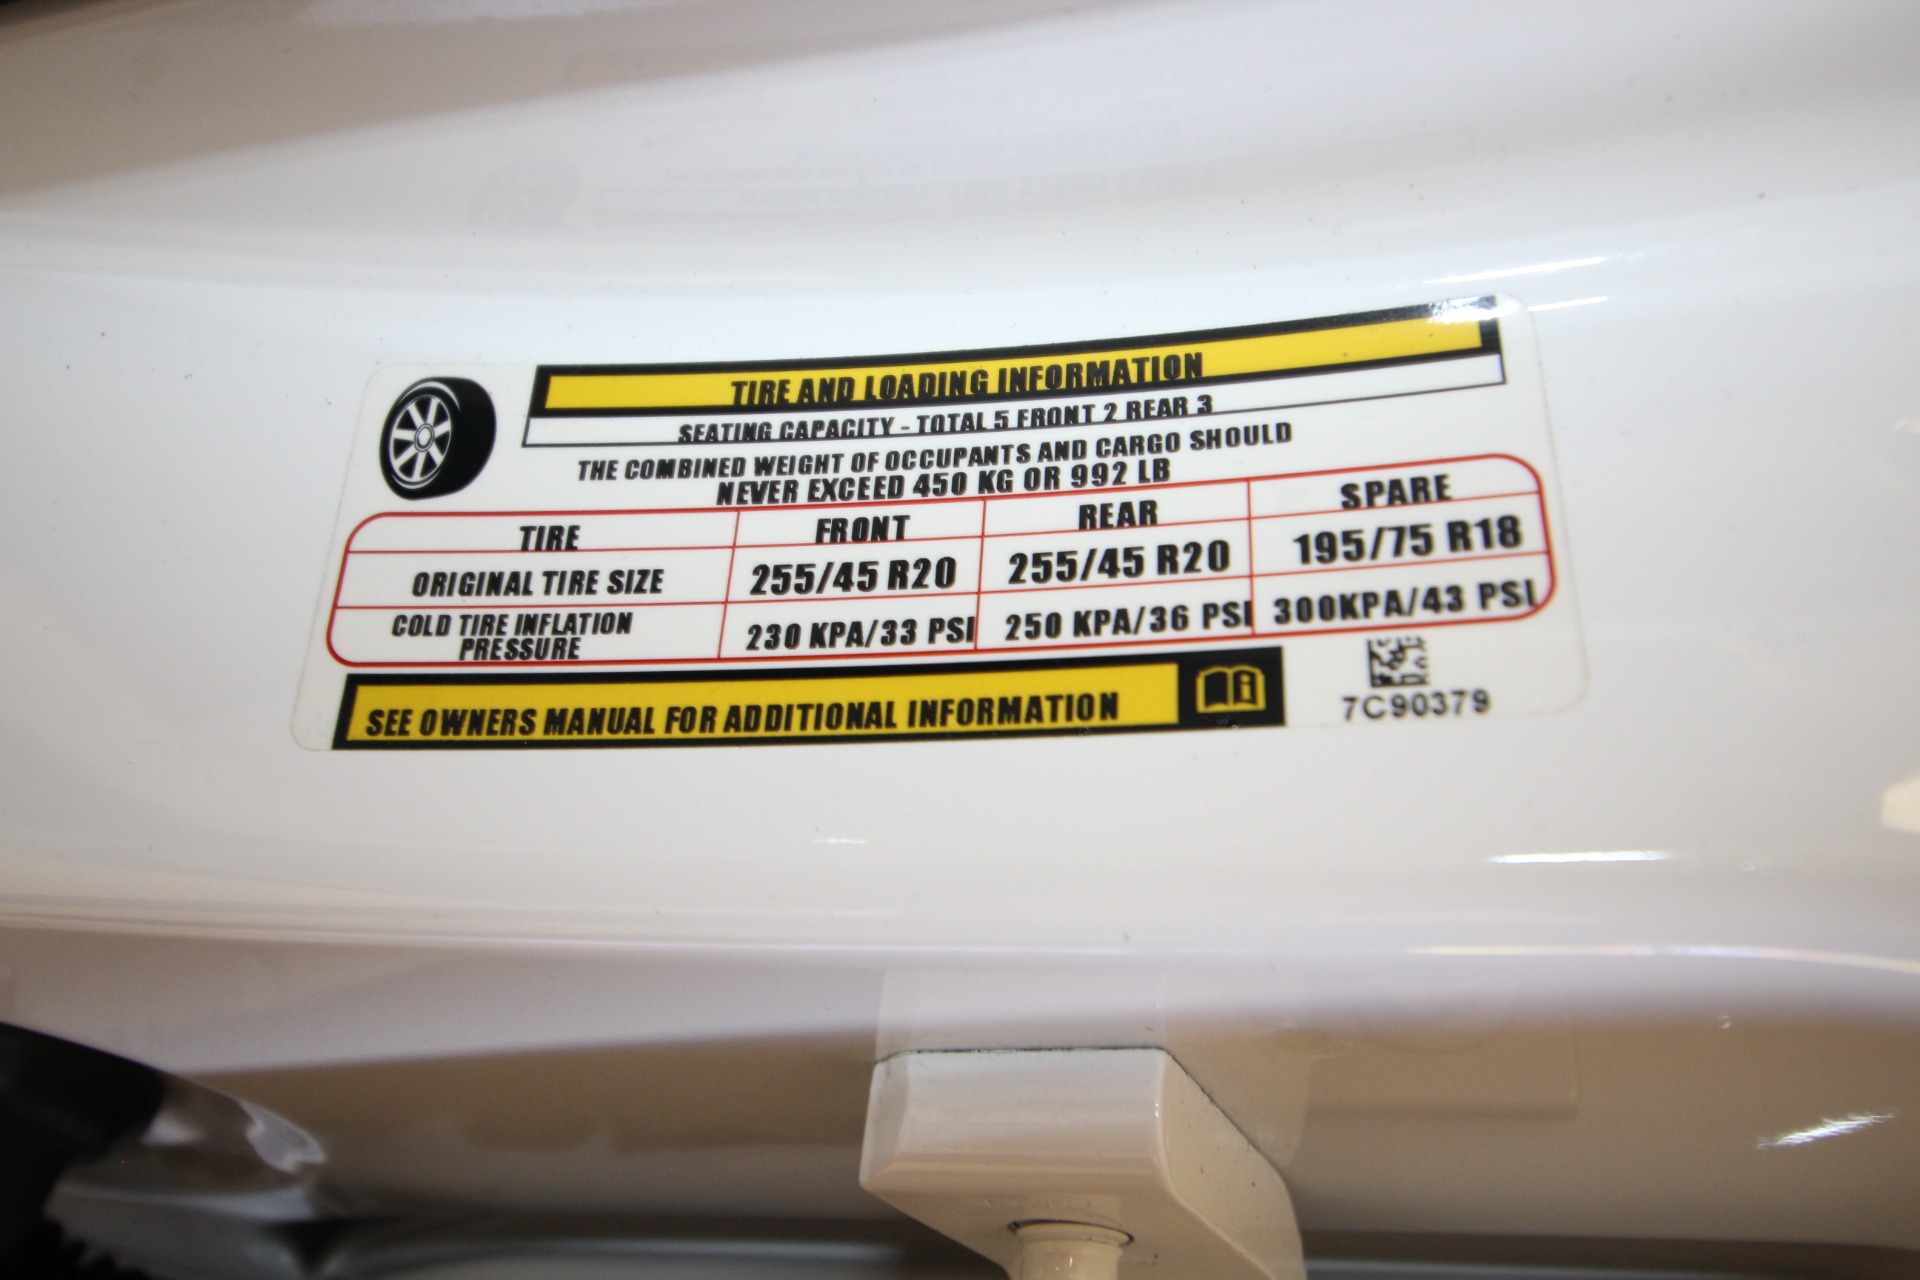 TIRE AND LOADING INFORMATION
SEATING CAPACITY - TOTAL 5 FRONT 2 REAR 3
THE COMBINED WEIGHT OF OCCUPANTS AND CARGO SHOULD
NEVER EXCEED 450 KG OR 992 LB
TIRE FRONT REAR SPARE
ORIGINAL TIRE SIZE 255/45 R20 255/45 R20 195/75 R18
COLD TIRE INFLATION
PRESSURE 230 KPA/33 PSI 250 KPA/36 PSI 300KPA/43 PSI
SEE OWNERS MANUAL FOR ADDITIONAL INFORMATION
7C90379